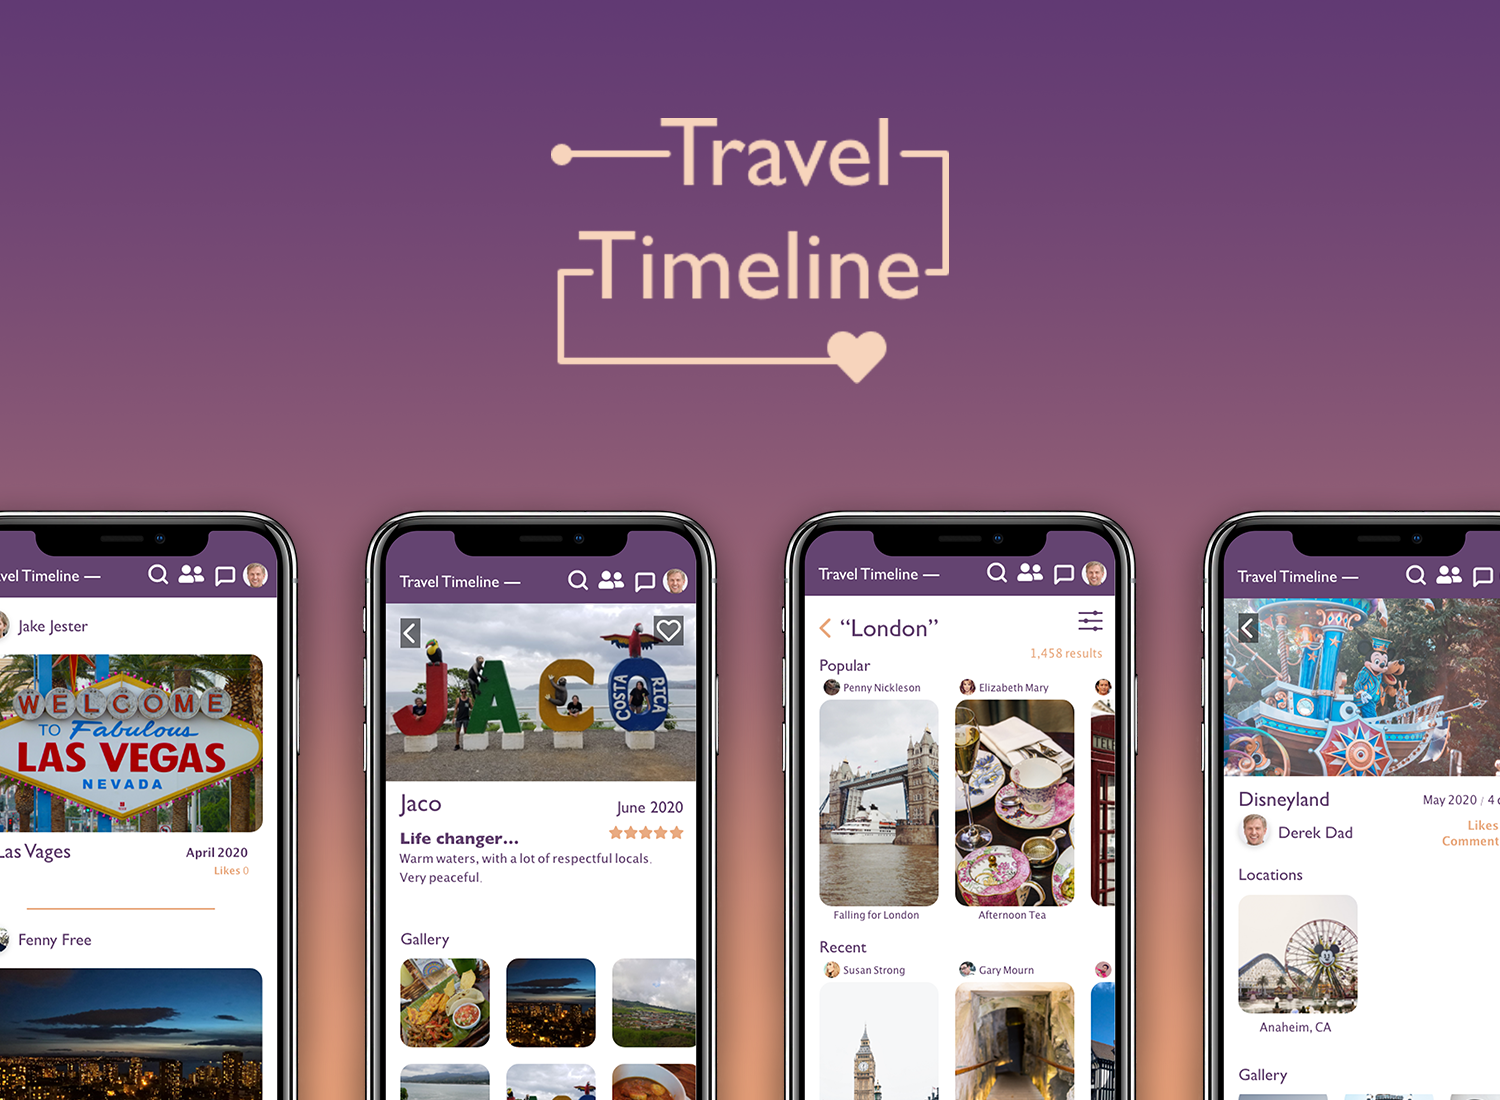 Travel
Timeline
vel Timeline —
Jake Jester
WELCOME
TO Fabulous
LAS VEGAS
NEVADA
Las Vages
April 2020
Likes 0
Fenny Free
Travel Timeline —
JACO
COSTA
RICA
Jaco
June 2020
Life changer...
Warm waters, with a lot of respectful locals.
Very peaceful.
Gallery
Travel Timeline —
“London”
1,458 results
Popular
Penny Nickleson
Elizabeth Mary
TELEP
Falling for London
Afternoon Tea
Recent
Susan Strong
Gary Mourn
Travel Timeline —
Disneyland
May 2020 / 4
Derek Dad
Likes
Comment
Locations
Anaheim, CA
Gallery